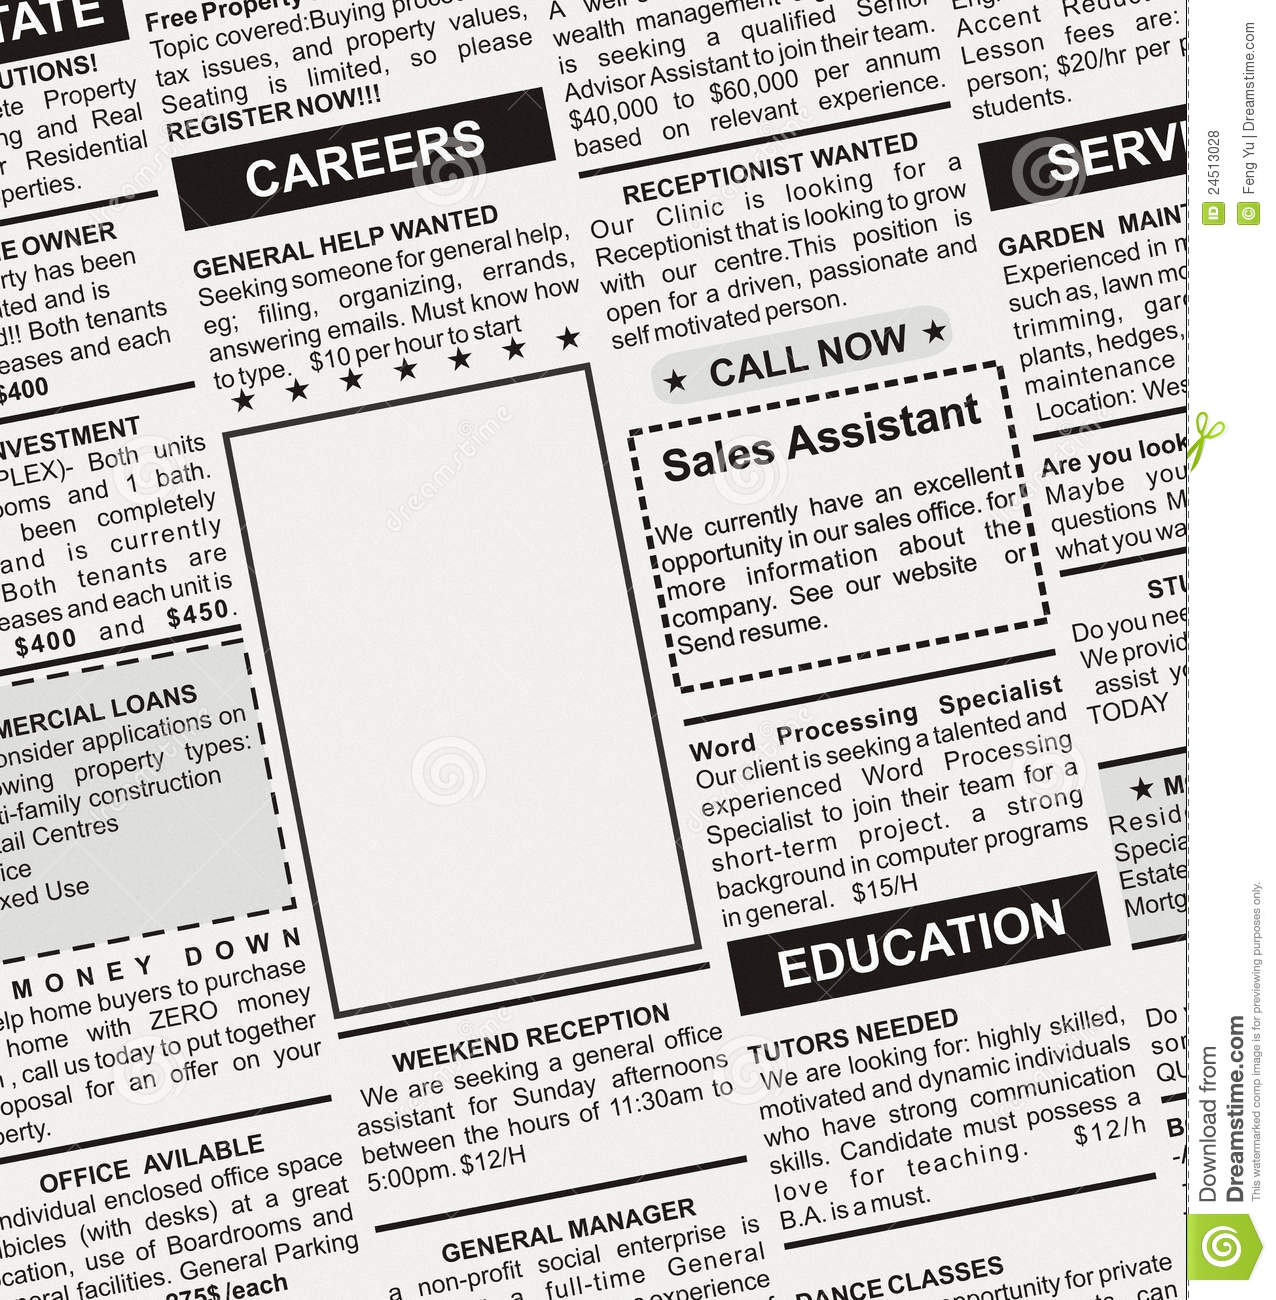 TATE
UTIONS!
ete Property
ng and Real
r Residential
perties.
E OWNER
rty has been
ted and is
d!! Both tenants
eases and each
$400
NVESTMENT
PLEX)- Both units
ooms and 1 bath.
been completely
and is currently
Both tenants are
eases and each unit is
$400 and $450.
MERCIAL LOANS
onsider applications on
owing property types:
ti-family construction
ail Centres
ice
xed Use
MONEY DOWN
elp home buyers to purchase
home with ZERO money
, call us today to put together
oposal for an offer on your
perty.
OFFICE AVILABLE
ndividual enclosed office space
bicles (with desks) at a great
cation, use of Boardrooms and
eral facilities. General Parking
275$ /each
Free Property
Topic covered:Buying
tax issues, and property values,
Seating is limited, so please
REGISTER NOW!!!
CAREERS
GENERAL HELP WANTED
Seeking someone for general help,
eg; filing, organizing, errands,
answering emails. Must know how
to type. $10 per hour to start
★ ★ ★ ★ ★ ★ ★
WEEKEND RECEPTION
We are seeking a general office
assistant for Sunday afternoons
between the hours of 11:30am to
5:00pm. $12/H
GENERAL MANAGER
a non-profit social enterprise is
a full-time General
experience
wealth management
is seeking a qualified Senior
Advisor Assistant to join their team.
$40,000 to $60,000 per annum
based on relevant experience.
RECEPTIONIST WANTED
Our Clinic is looking for a
Receptionist that is looking to grow
with our centre.This position is
open for a driven, passionate and
self motivated person.
★ CALL NOW ★
Sales Assistant
We currently have an excellent
opportunity in our sales office. for
more information about the
company. See our website or
Send resume.
Word Processing Specialist
Our client is seeking a talented and
experienced Word Processing
Specialist to join their team for a
short-term project. a strong
background in computer programs
in general. $15/H
EDUCATION
TUTORS NEEDED
We are looking for: highly skilled,
motivated and dynamic individuals
who have strong communication
skills. Candidate must possess a
love for teaching. $12/h
B.A. is a must.
DANCE CLASSES
opportunity for private
can
Accent
Lesson fees are:
person; $20/hr per p
students.
SERVI
GARDEN MAINT
Experienced in m
such as, lawn mo
trimming, gar
plants, hedges,
maintenance
Location: Wes
Are you look
Maybe you
questions M
what you wa
STU
Do you nee
We provid
assist yo
TODAY
★ M
Resid
Specia
Estate
Mortg
Do y
sor
QU
B
ID 24513028
© Feng Yu | Dreamstime.com
Download from
Dreamstime.com
This watermarked comp image is for previewing purposes only.